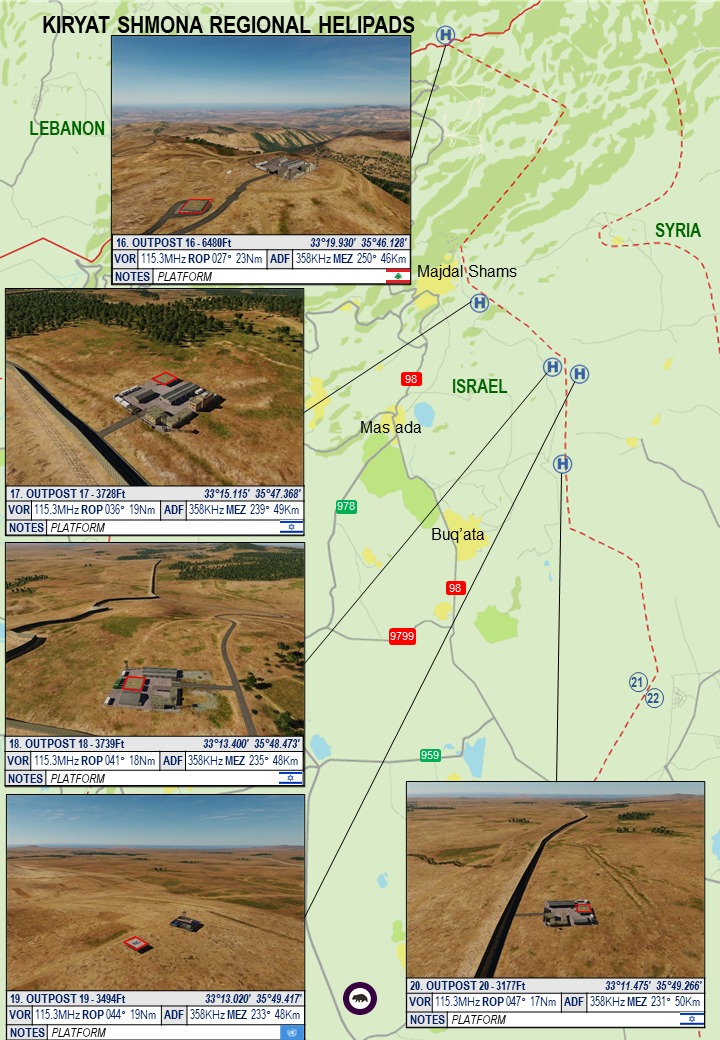 KIRYAT SHMONA REGIONAL HELIPADS
H
LEBANON
SYRIA
16. OUTPOST 16 - 6480Ft 33°19.930' 35°46.128'
VOR 115.3MHz ROP 027° 23Nm ADF 358KHz MEZ 250° 46Km
NOTES PLATFORM
Majdal Shams
H
17. OUTPOST 17 - 3728Ft 33°15.115' 35°47.368'
VOR 115.3MHz ROP 036° 19Nm ADF 358KHz MEZ 239° 49Km
NOTES PLATFORM
H H
98
ISRAEL
Mas ada
H
978
Buq'ata
98
9799
21
22
18. OUTPOST 18 - 3739Ft 33°13.400' 35°48.473'
VOR 115.3MHz ROP 041° 18Nm ADF 358KHz MEZ 235° 48Km
NOTES PLATFORM
959
19. OUTPOST 19 - 3494Ft 33°13.020' 35°49.417'
VOR 115.3MHz ROP 044° 19Nm ADF 358KHz MEZ 233° 48Km
NOTES PLATFORM
20. OUTPOST 20 - 3177Ft 33°11.475' 35°49.266'
VOR 115.3MHz ROP 047° 17Nm ADF 358KHz MEZ 231° 50Km
NOTES PLATFORM